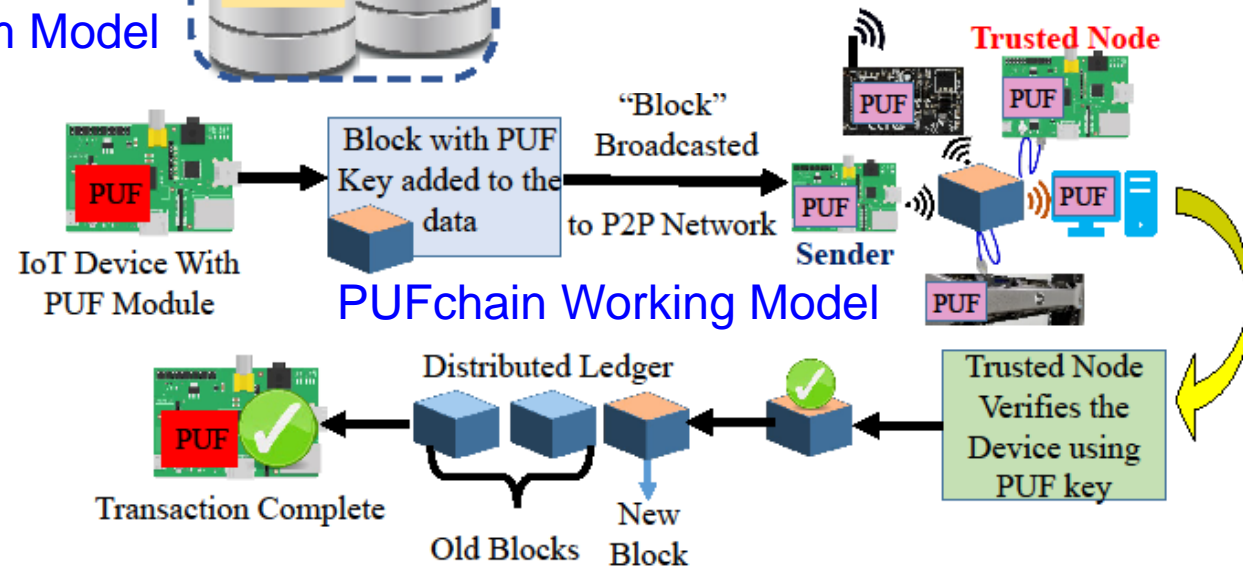 Model
Trusted Node
PUF
PUF
"Block"
Broadcasted
to P2P Network
Block with PUF
Key added to the
data
PUF
IoT Device With
PUF Module
PUF
Sender
PUF
PUF
PUFchain Working Model
Distributed Ledger
Trusted Node
Verifies the
Device using
PUF key
PUF
Transaction Complete
Old Blocks
New
Block